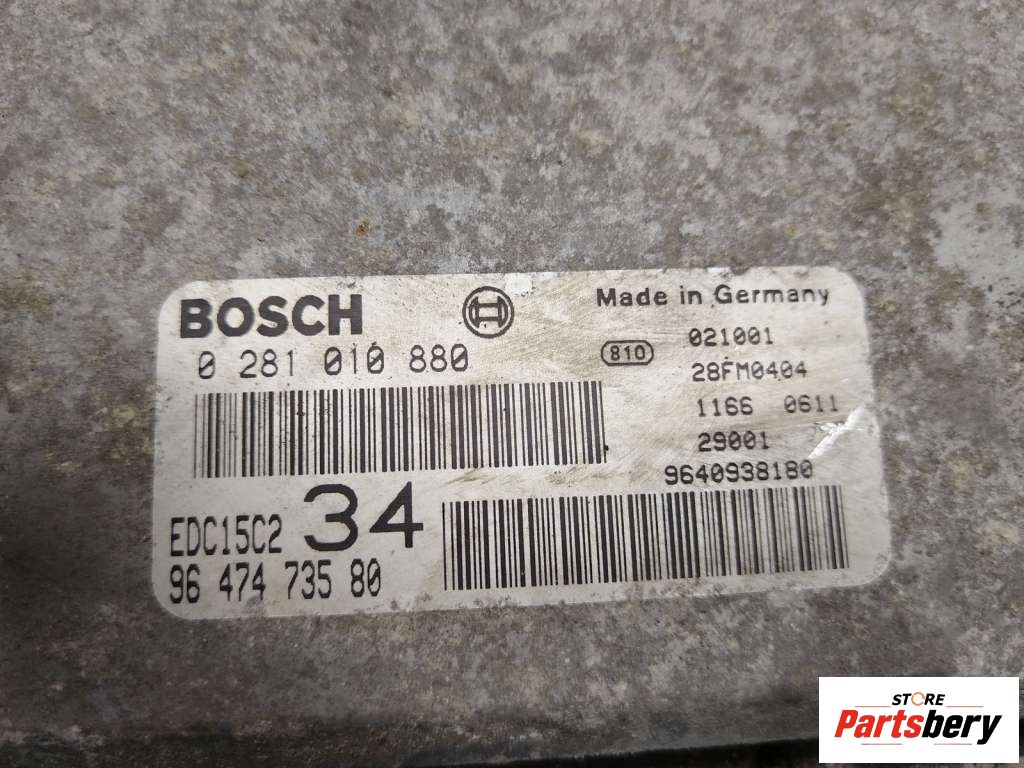 BOSCH
Made in Germany
0 281 010 880
810
021001
28FM0404
1166 0611
29001
9640938180
EDC15C2
34
96 474 735 80
STORE
Partsbery